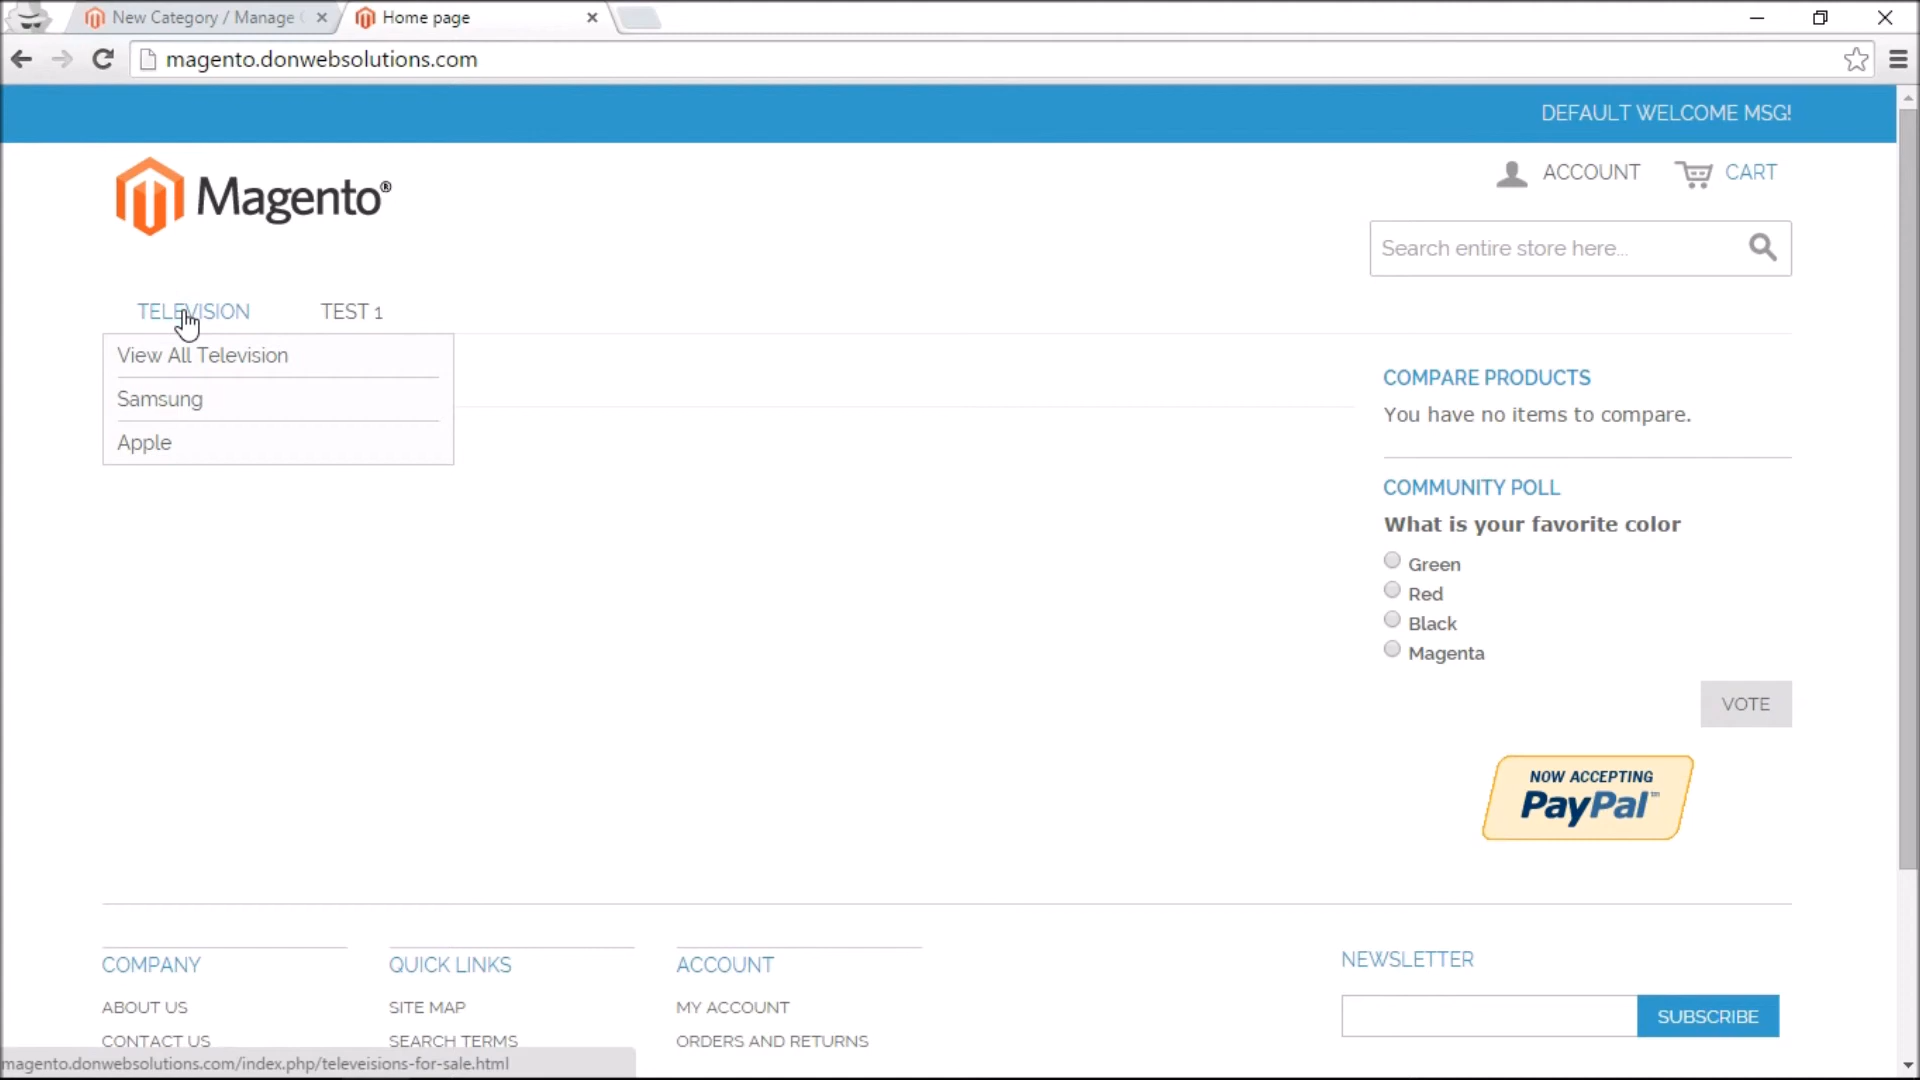 New Category / Manage
Home page
magento.donwebsolutions.com
DEFAULT WELCOME MSG!
Magento®
ACCOUNT
CART
Search entire store here...
TELEVISION
TEST 1
View All Television
Samsung
Apple
COMPARE PRODUCTS
You have no items to compare.
COMMUNITY POLL
What is your favorite color
Green
Red
Black
Magenta
VOTE
NOW ACCEPTING
PayPal™
COMPANY
QUICK LINKS
ACCOUNT
NEWSLETTER
ABOUT US
SITE MAP
MY ACCOUNT
SUBSCRIBE
CONTACT US
SEARCH TERMS
ORDERS AND RETURNS
magento.donwebsolutions.com/index.php/televeisions-for-sale.html